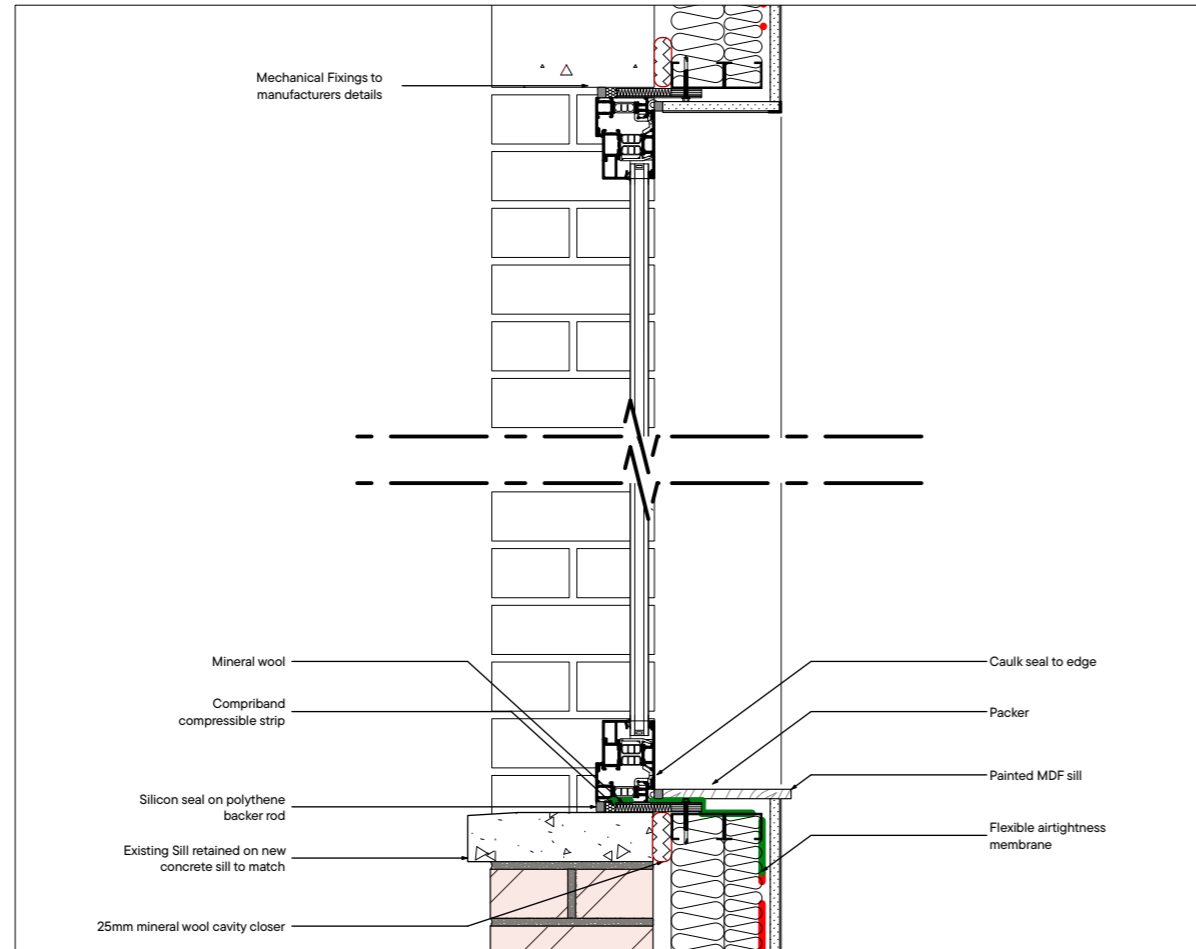 Mechanical Fixings to
manufacturers details
Mineral wool
Compriband
compressible strip
Silicon seal on polythene
backer rod
Existing Sill retained on new
concrete sill to match
25mm mineral wool cavity closer
Caulk seal to edge
Packer
Painted MDF sill
Flexible airtightness
membrane